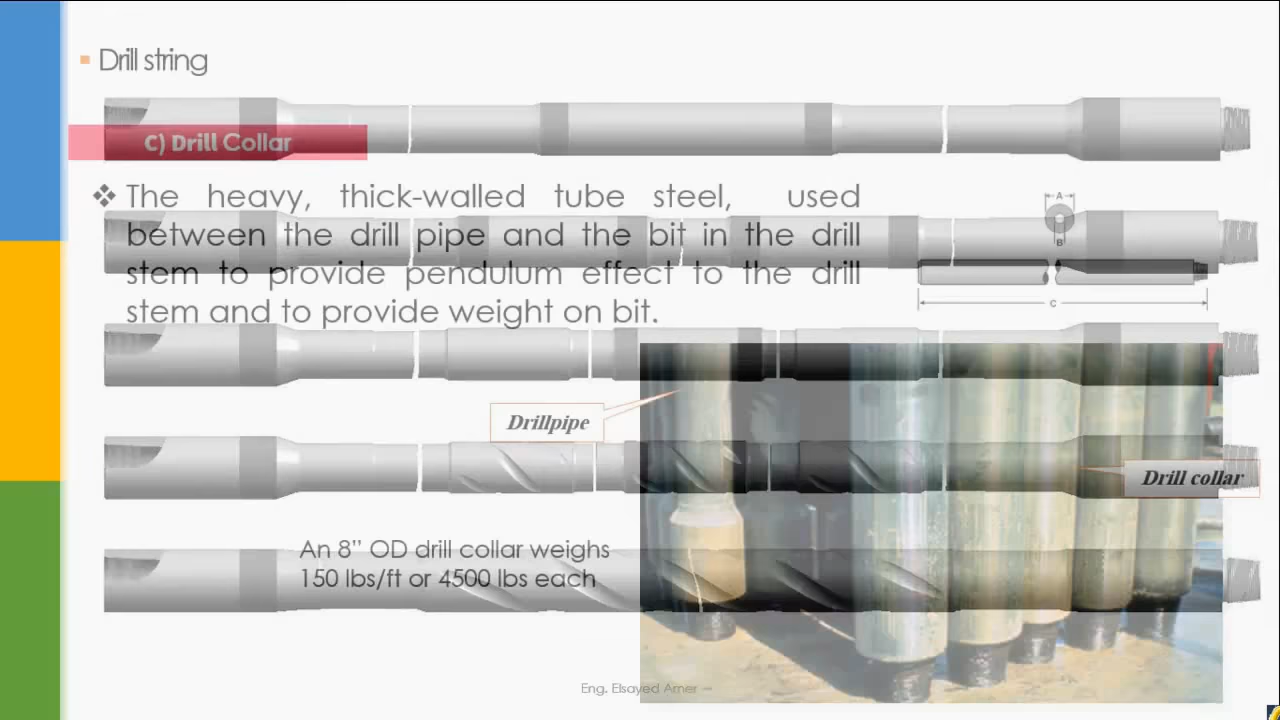 Drill string
C) Drill Collar
The heavy, thick-walled tube steel, used
between the drill pipe and the bit in the drill
stem to provide pendulum effect to the drill
stem and to provide weight on bit.
A
B
C
Drillpipe
Drill collar
An 8” OD drill collar weighs
150 lbs/ft or 4500 lbs each
Eng. Elsayed Amer